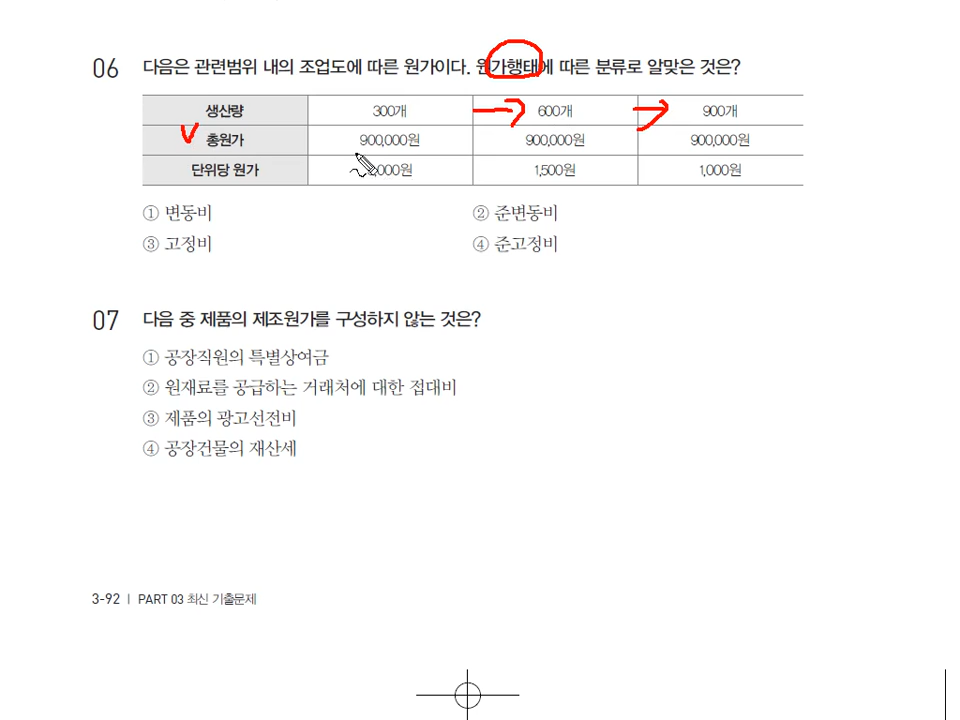 06 다음은 관련범위 내의 조업도에 따른 원가이다. 원가행태에 따른 분류로 알맞은 것은?
생산량 300개 600개 900개
총원가 900,000원 900,000원 900,000원
단위당 원가 1,500원 1,000원
① 변동비 ② 준변동비
③ 고정비 ④ 준고정비
07 다음 중 제품의 제조원가를 구성하지 않는 것은?
① 공장직원의 특별상여금
② 원재료를 공급하는 거래처에 대한 접대비
③ 제품의 광고선전비
④ 공장건물의 재산세
3-92 | PART 03 최신 기출문제